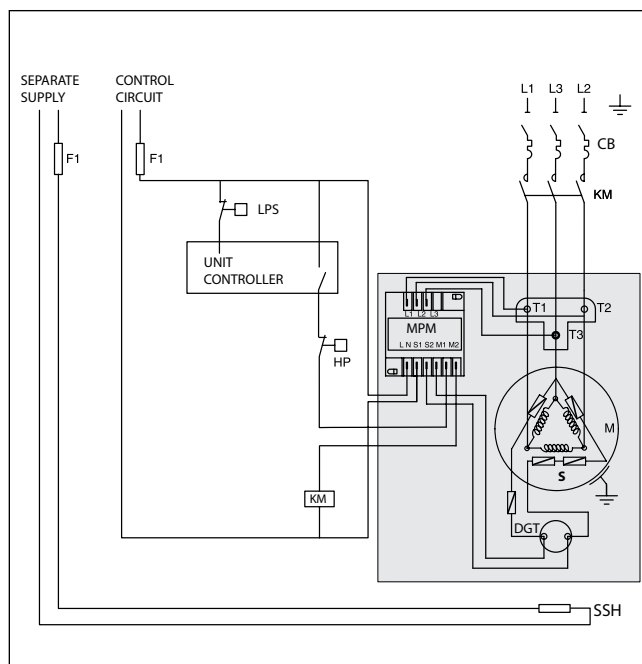 SEPARATE
SUPPLY
CONTROL
CIRCUIT
L1 L3 L2
F1
F1
CB
KM
LPS
UNIT
CONTROLLER
L1 L2 L3
MPM
L N S1 S2 M1 M2
T1
T2
T3
HP
M
S
KM
DGT
SSH